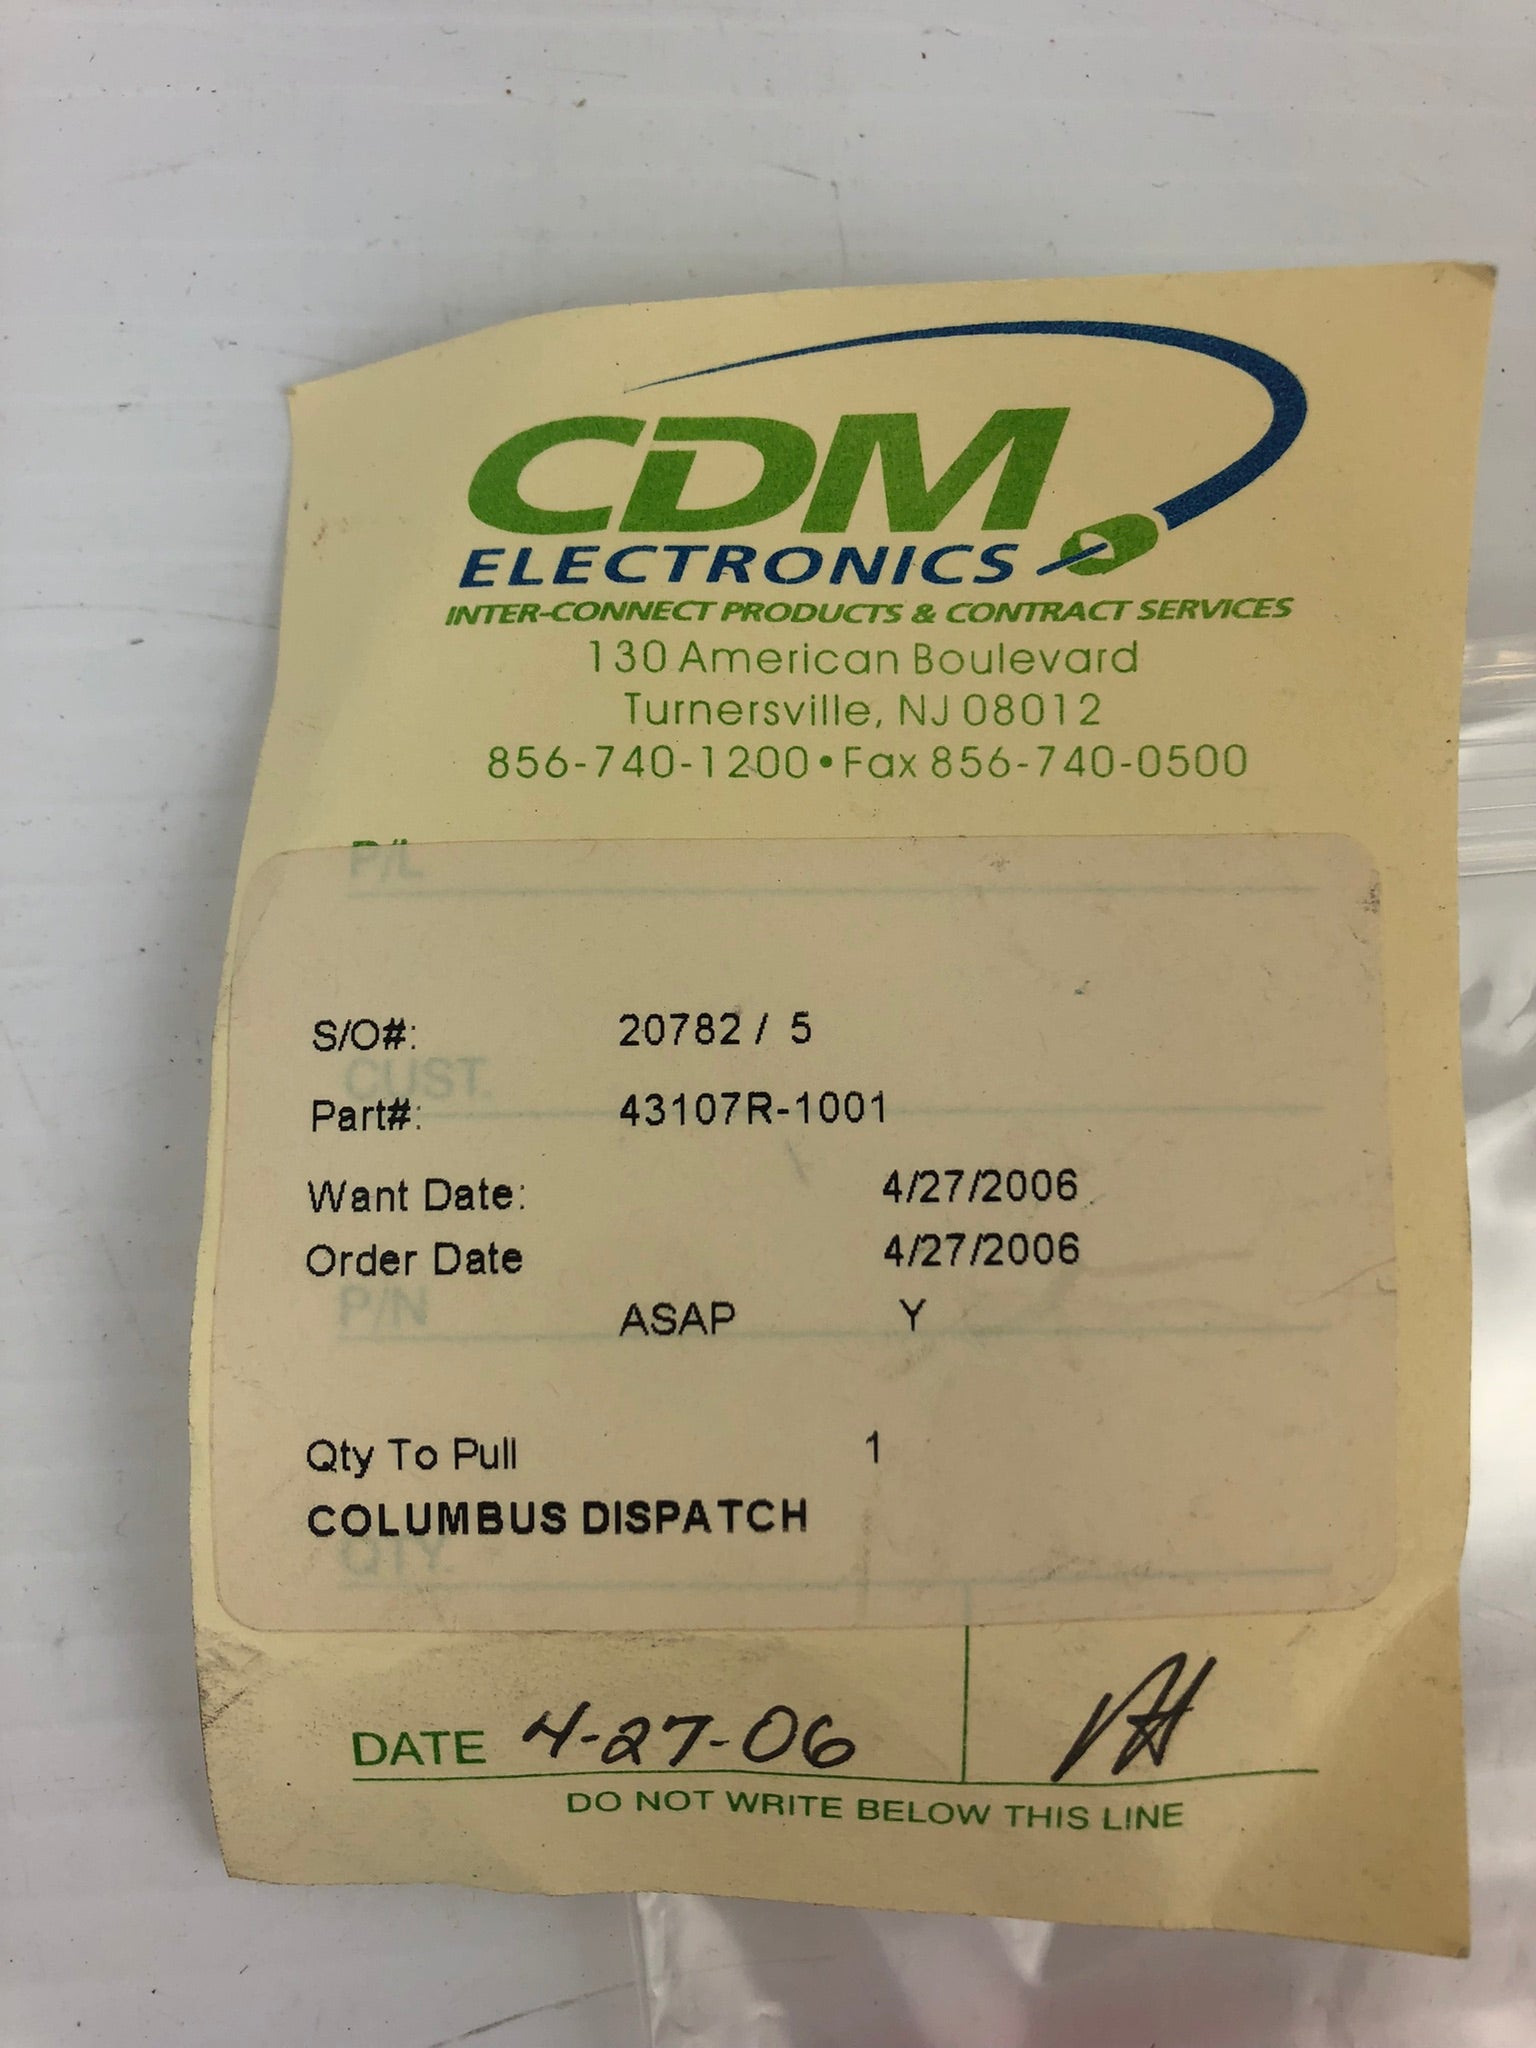 CDM
ELECTRONICS
INTER-CONNECT PRODUCTS & CONTRACT SERVICES
130 American Boulevard
Turnersville, NJ 08012
856-740-1200 • Fax 856-740-0500
P/L
S/O#: 20782 / 5
CUST.
Part#: 43107R-1001
Want Date: 4/27/2006
Order Date 4/27/2006
P/N
ASAP Y
Qty To Pull 1
COLUMBUS DISPATCH
QTY.
DATE 4-27-06
DO NOT WRITE BELOW THIS LINE